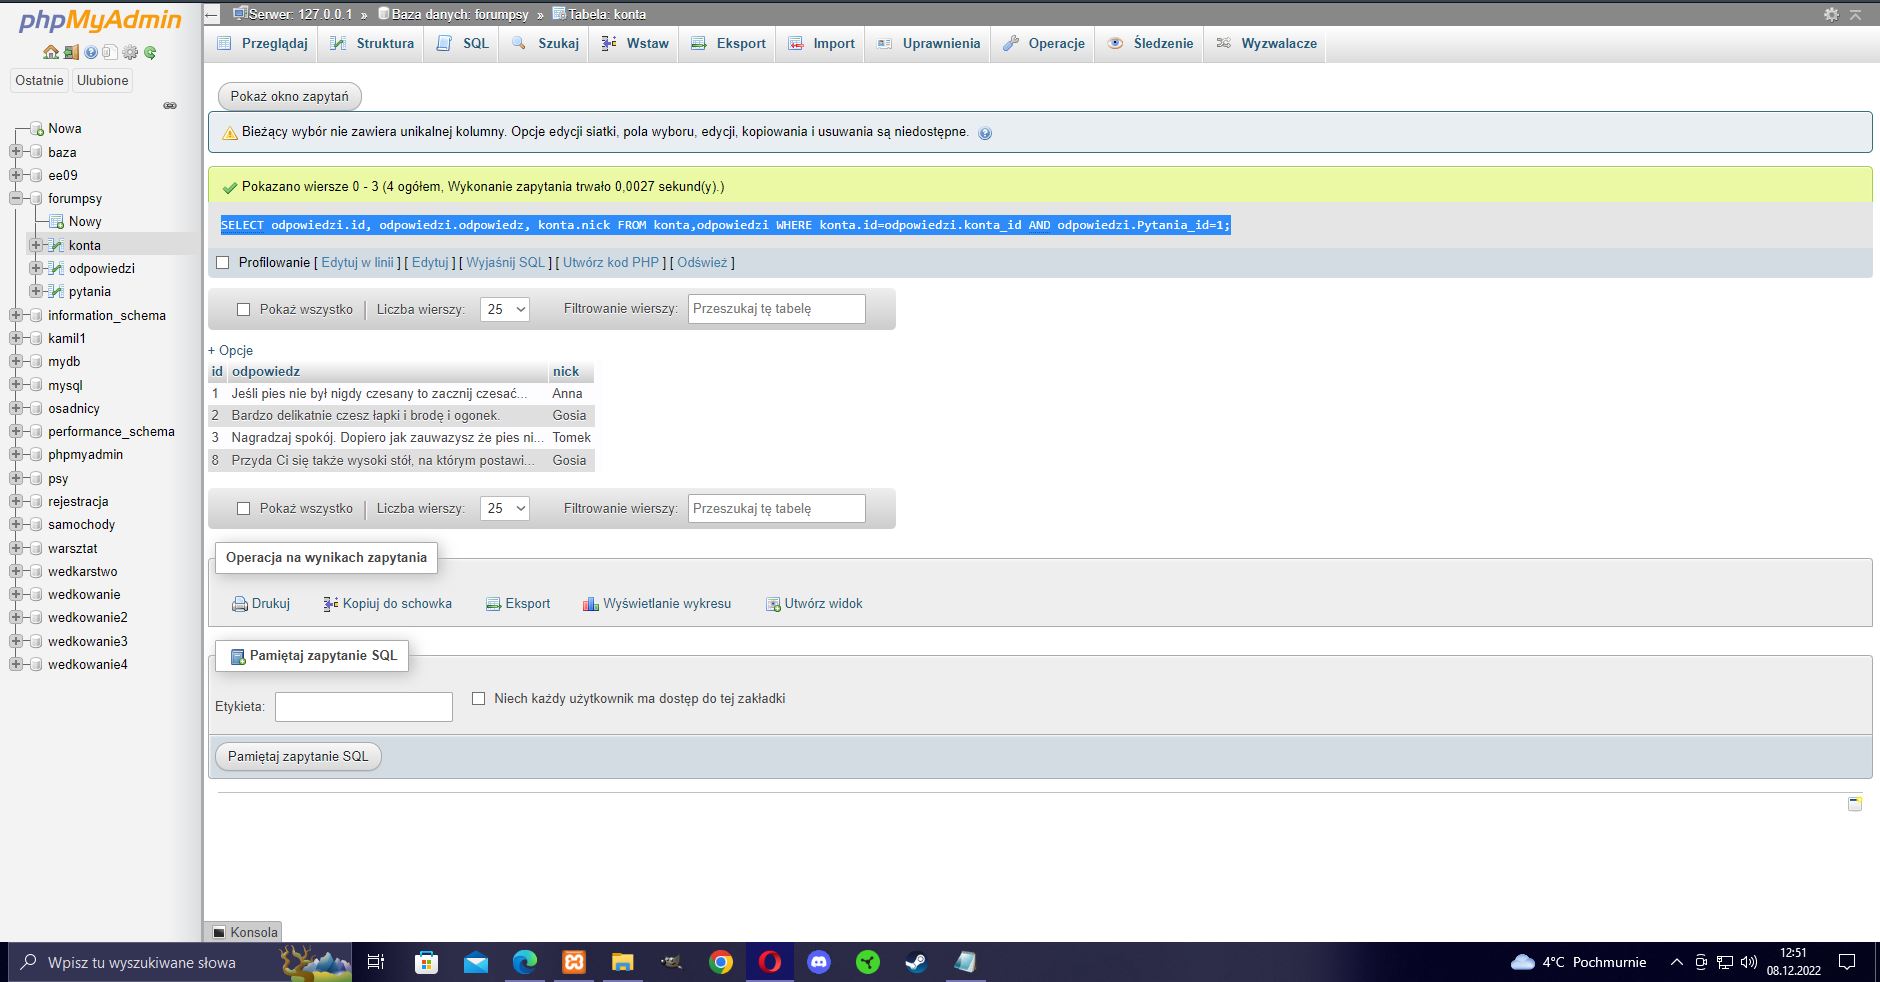 phpMyAdmin
Ostatnie Ulubione
Nowa
baza
ee09
forumpsy
Nowy
konta
odpowiedzi
pytania
information_schema
kamil1
mydb
mysql
osadnicy
performance_schema
phpmyadmin
psy
rejestracja
samochody
warsztat
wedkarstwo
wedkowanie
wedkowanie2
wedkowanie3
wedkowanie4
Serwer: 127.0.0.1 » Baza danych: forumpsy » Tabela: konta
Przeglądaj Struktura SQL Szukaj Wstaw Eksport Import Uprawnienia Operacje Śledzenie Wyzwalacze
Pokaż okno zapytań
Bieżący wybór nie zawiera unikalnej kolumny. Opcje edycji siatki, pola wyboru, edycji, kopiowania i usuwania są niedostępne.
Pokazano wiersze 0 - 3 (4 ogółem, Wykonanie zapytania trwało 0,0027 sekund(y).)
SELECT odpowiedzi.id, odpowiedzi.odpowiedz, konta.nick FROM konta,odpowiedzi WHERE konta.id=odpowiedzi.konta_id AND odpowiedzi.Pytania_id=1;
Profilowanie [ Edytuj w linii ] [ Edytuj ] [ Wyjaśnij SQL ] [ Utwórz kod PHP ] [ Odśwież ]
Pokaż wszystko | Liczba wierszy: 25 Filtrowanie wierszy: Przeszukaj tę tabelę
+ Opcje
id odpowiedz nick
1 Jeśli pies nie był nigdy czesany to zacznij czesać... Anna
2 Bardzo delikatnie czesz łapki i brodę i ogonek. Gosia
3 Nagradzaj spokój. Dopiero jak zauwazysz że pies ni... Tomek
8 Przyda Ci się także wysoki stół, na którym postawi... Gosia
Pokaż wszystko | Liczba wierszy: 25 Filtrowanie wierszy: Przeszukaj tę tabelę
Operacja na wynikach zapytania
Drukuj Kopiuj do schowka Eksport Wyświetlanie wykresu Utwórz widok
Pamiętaj zapytanie SQL
Etykieta: Niech każdy użytkownik ma dostęp do tej zakładki
Pamiętaj zapytanie SQL
Konsola
Wpisz tu wyszukiwane słowa
4°C Pochmurnie
12:51
08.12.2022